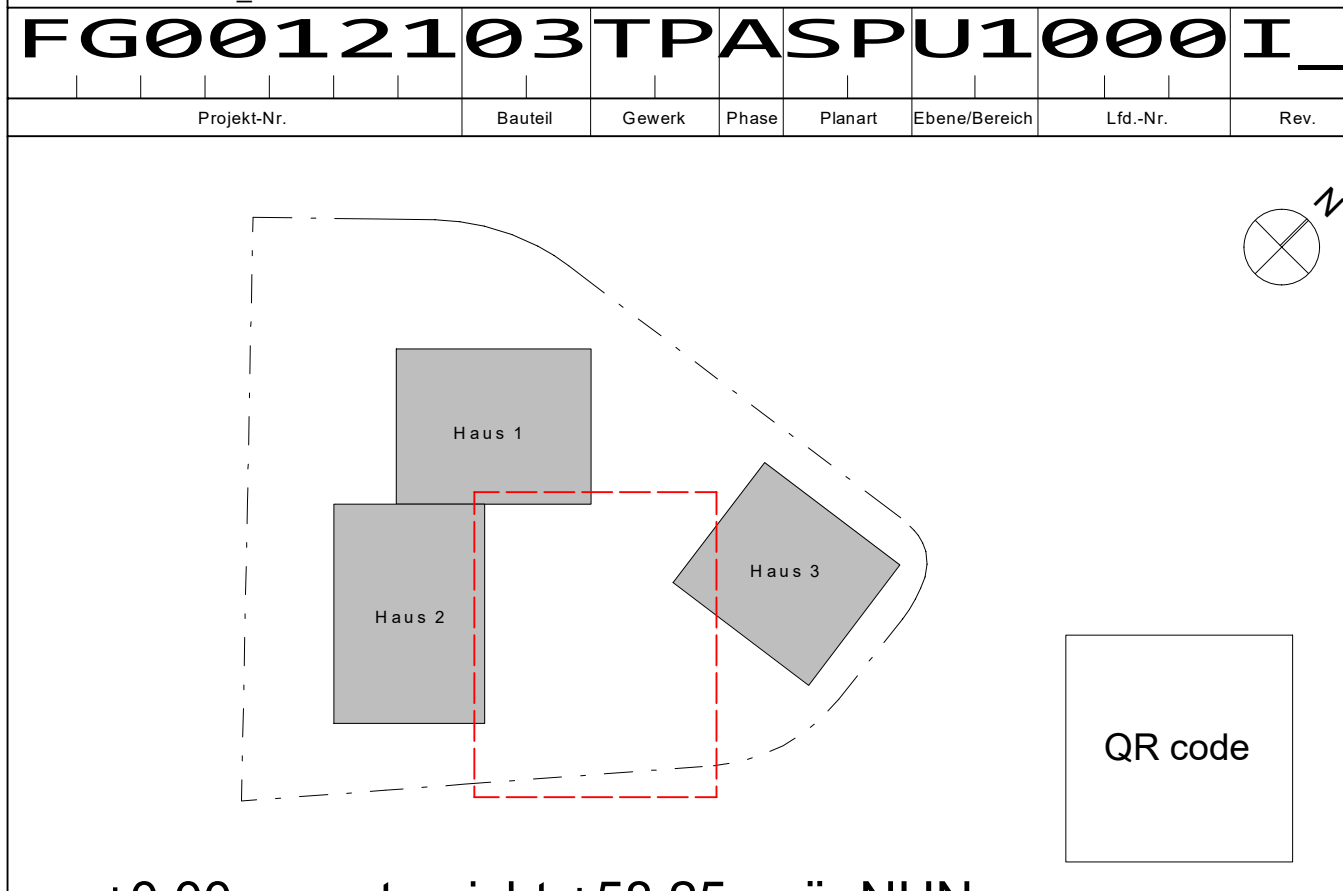 FG0012103TPASPU1000I_
Projekt-Nr. Bauteil Gewerk Phase Planart Ebene/Bereich Lfd.-Nr. Rev.
N
Haus 1
Haus 3
Haus 2
QR code